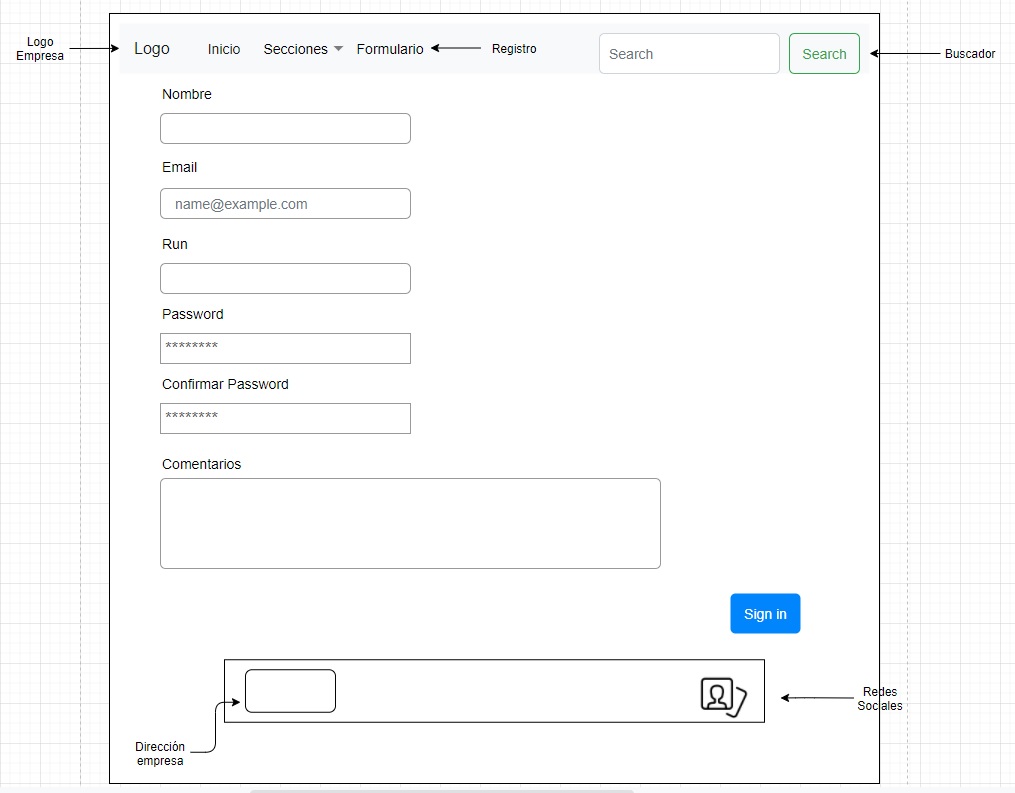 Logo
Empresa
Logo
Inicio
Secciones
Formulario
Registro
Search
Search
Buscador
Nombre
Email
name@example.com
Run
Password
********
Confirmar Password
********
Comentarios
Sign in
Redes
Sociales
Dirección
empresa